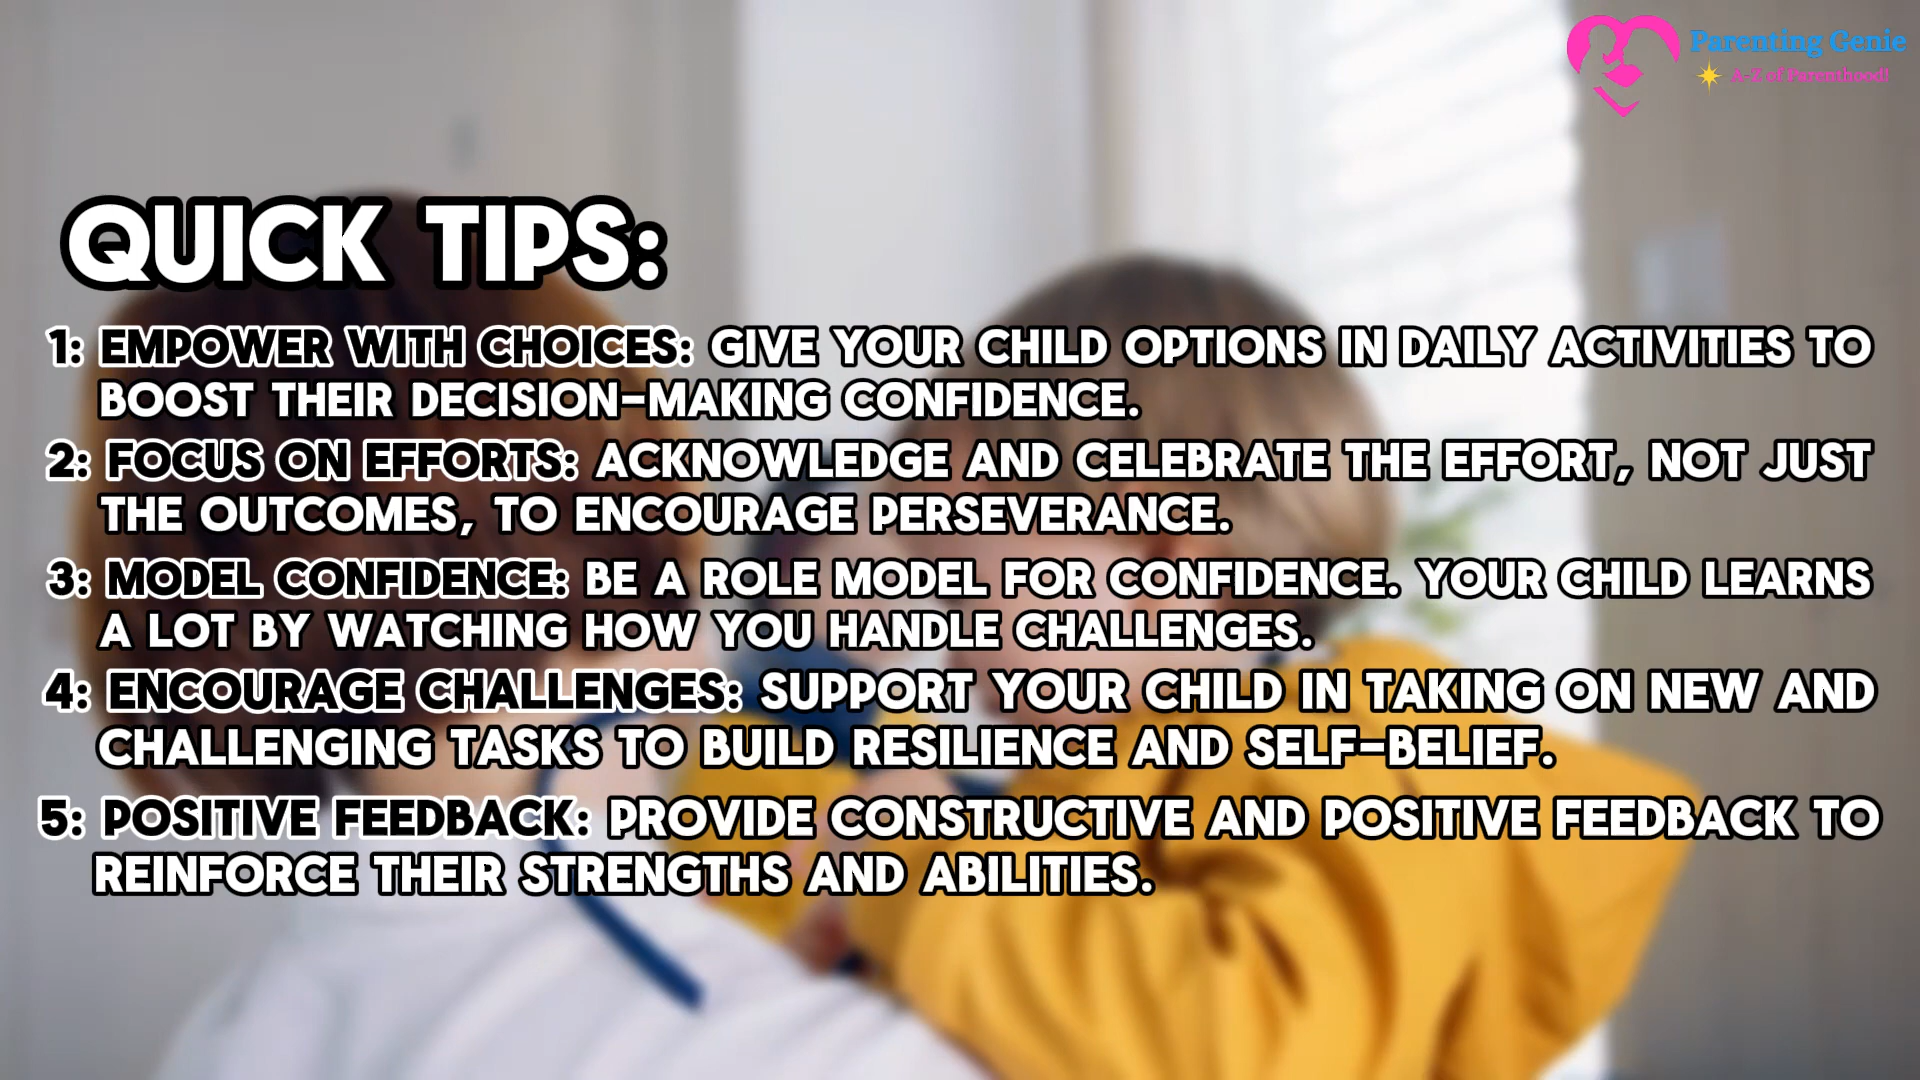 Parenting Genie
A-Z of Parenthood!
QUICK TIPS:
1: EMPOWER WITH CHOICES: GIVE YOUR CHILD OPTIONS IN DAILY ACTIVITIES TO
BOOST THEIR DECISION-MAKING CONFIDENCE.
2: FOCUS ON EFFORTS: ACKNOWLEDGE AND CELEBRATE THE EFFORT, NOT JUST
THE OUTCOMES, TO ENCOURAGE PERSEVERANCE.
3: MODEL CONFIDENCE: BE A ROLE MODEL FOR CONFIDENCE. YOUR CHILD LEARNS
A LOT BY WATCHING HOW YOU HANDLE CHALLENGES.
4: ENCOURAGE CHALLENGES: SUPPORT YOUR CHILD IN TAKING ON NEW AND
CHALLENGING TASKS TO BUILD RESILIENCE AND SELF-BELIEF.
5: POSITIVE FEEDBACK: PROVIDE CONSTRUCTIVE AND POSITIVE FEEDBACK TO
REINFORCE THEIR STRENGTHS AND ABILITIES.